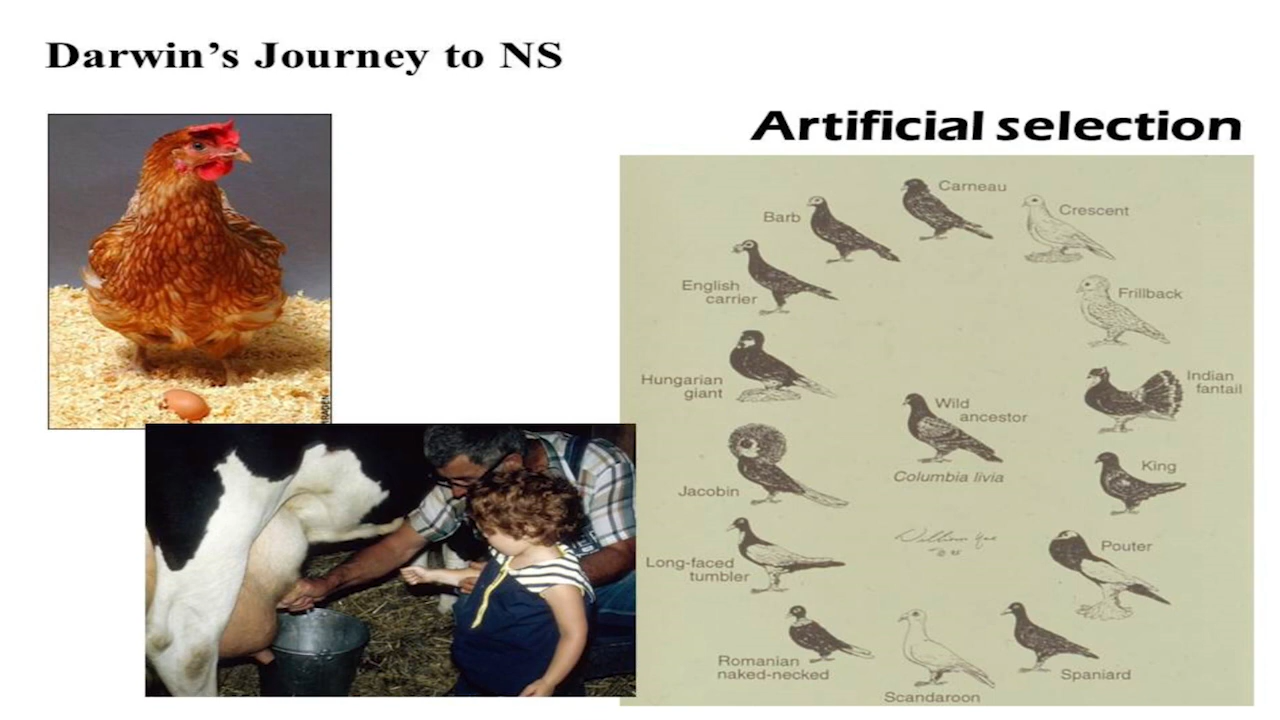 Darwin's Journey to NS
Artificial selection
Carneau
Barb
Crescent
English
carrier
Frillback
Hungarian
giant
Indian
fantail
Wild
ancestor
Columbia livia
King
Jacobin
Pouter
Long-faced
tumbler
Romanian
naked-necked
Scandaroon
Spaniard